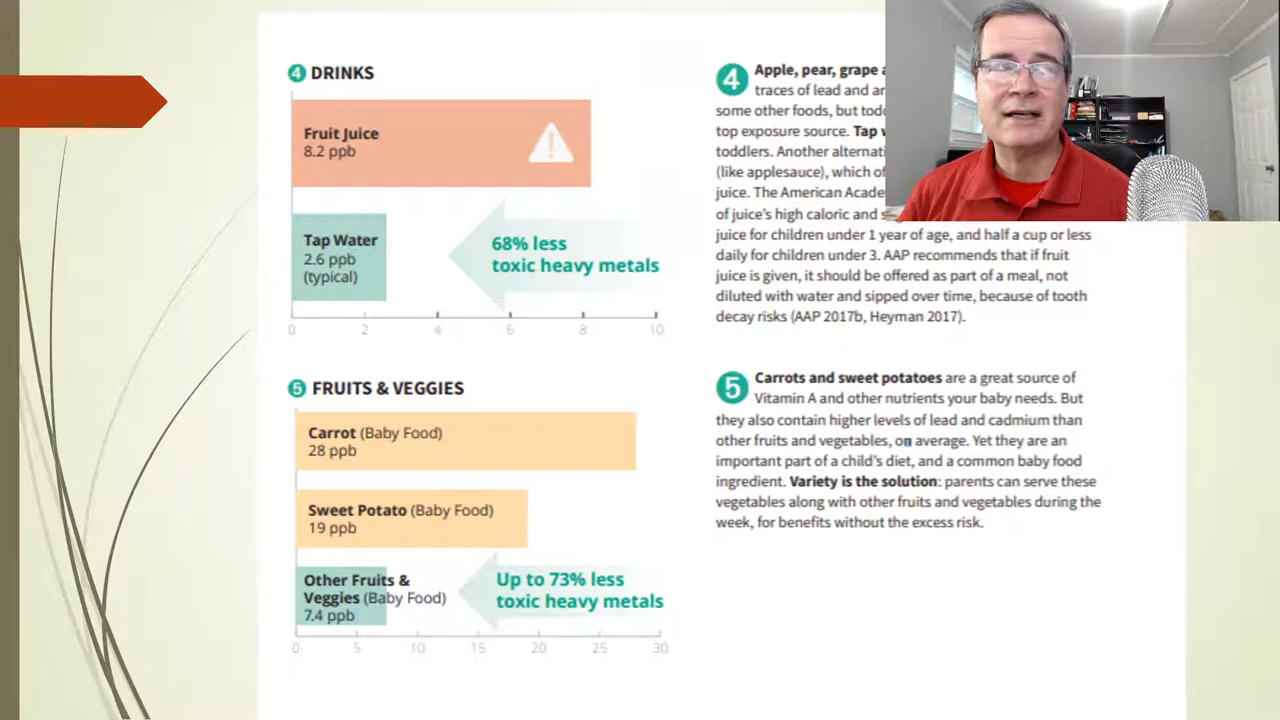 4 DRINKS
Fruit Juice
8.2 ppb
Tap Water
2.6 ppb
(typical)
68% less
toxic heavy metals
0 2 4 6 8 10
4 Apple, pear, grape
traces of lead and
some other foods, but
top exposure source. Tap
toddlers. Another
(like applesauce), which
juice. The American
of juice's high caloric and
juice for children under 1 year of age, and half a cup or less
daily for children under 3. AAP recommends that if fruit
juice is given, it should be offered as part of a meal, not
diluted with water and sipped over time, because of tooth
decay risks (AAP 2017b, Heyman 2017).
5 FRUITS & VEGGIES
Carrot (Baby Food)
28 ppb
Sweet Potato (Baby Food)
19 ppb
Other Fruits &
Veggies (Baby Food)
7.4 ppb
Up to 73% less
toxic heavy metals
0 5 10 15 20 25 30
5 Carrots and sweet potatoes are a great source of
Vitamin A and other nutrients your baby needs. But
they also contain higher levels of lead and cadmium than
other fruits and vegetables, on average. Yet they are an
important part of a child's diet, and a common baby food
ingredient. Variety is the solution: parents can serve these
vegetables along with other fruits and vegetables during the
week, for benefits without the excess risk.